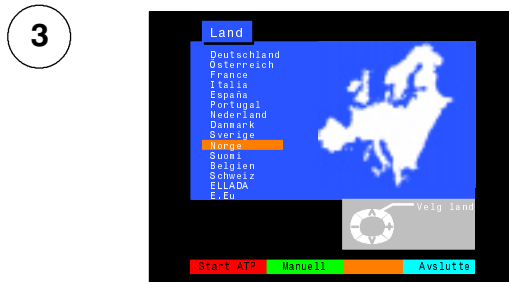 3
Land
Deutschland
Österreich
France
Italia
España
Portugal
Nederland
Danmark
Sverige
Norge
Suomi
Belgien
Schweiz
ELLADA
E.Eu
Velg land
Start ATP Manuell Avslutte